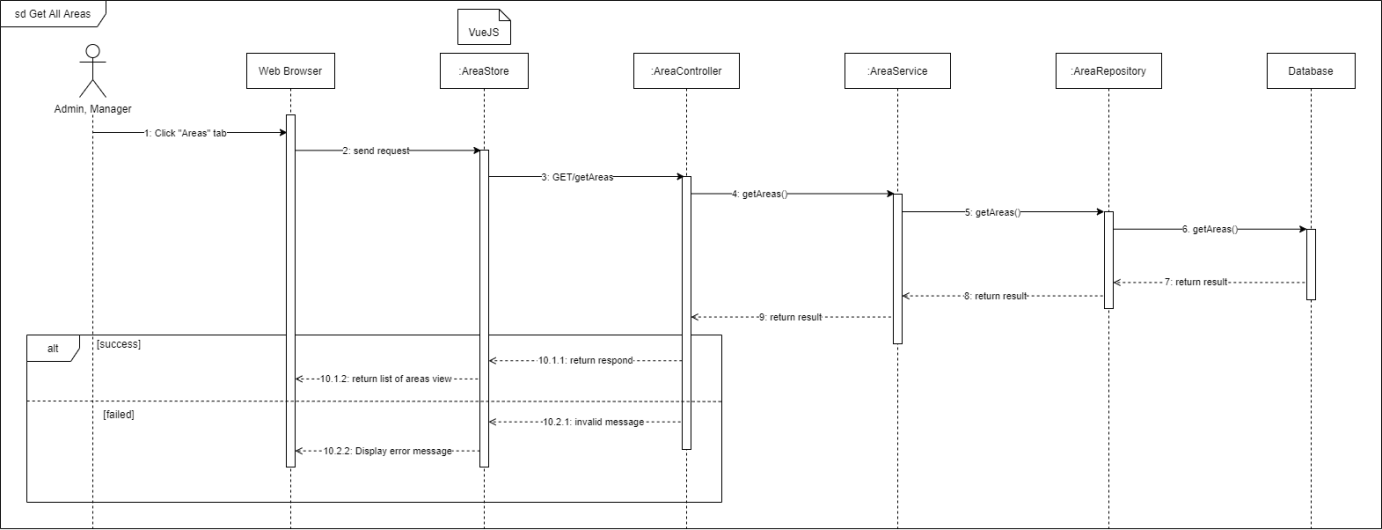 sd Get All Areas
VueJS
Admin, Manager
Web Browser
:AreaStore
:AreaController
:AreaService
:AreaRepository
Database
1: Click "Areas" tab
2: send request
3: GET/getAreas
4: getAreas()
5: getAreas()
6. getAreas()
7: return result
8: return result
9: return result
alt
[success]
10.1.1: return respond
10.1.2: return list of areas view
[failed]
10.2.1: invalid message
10.2.2: Display error message